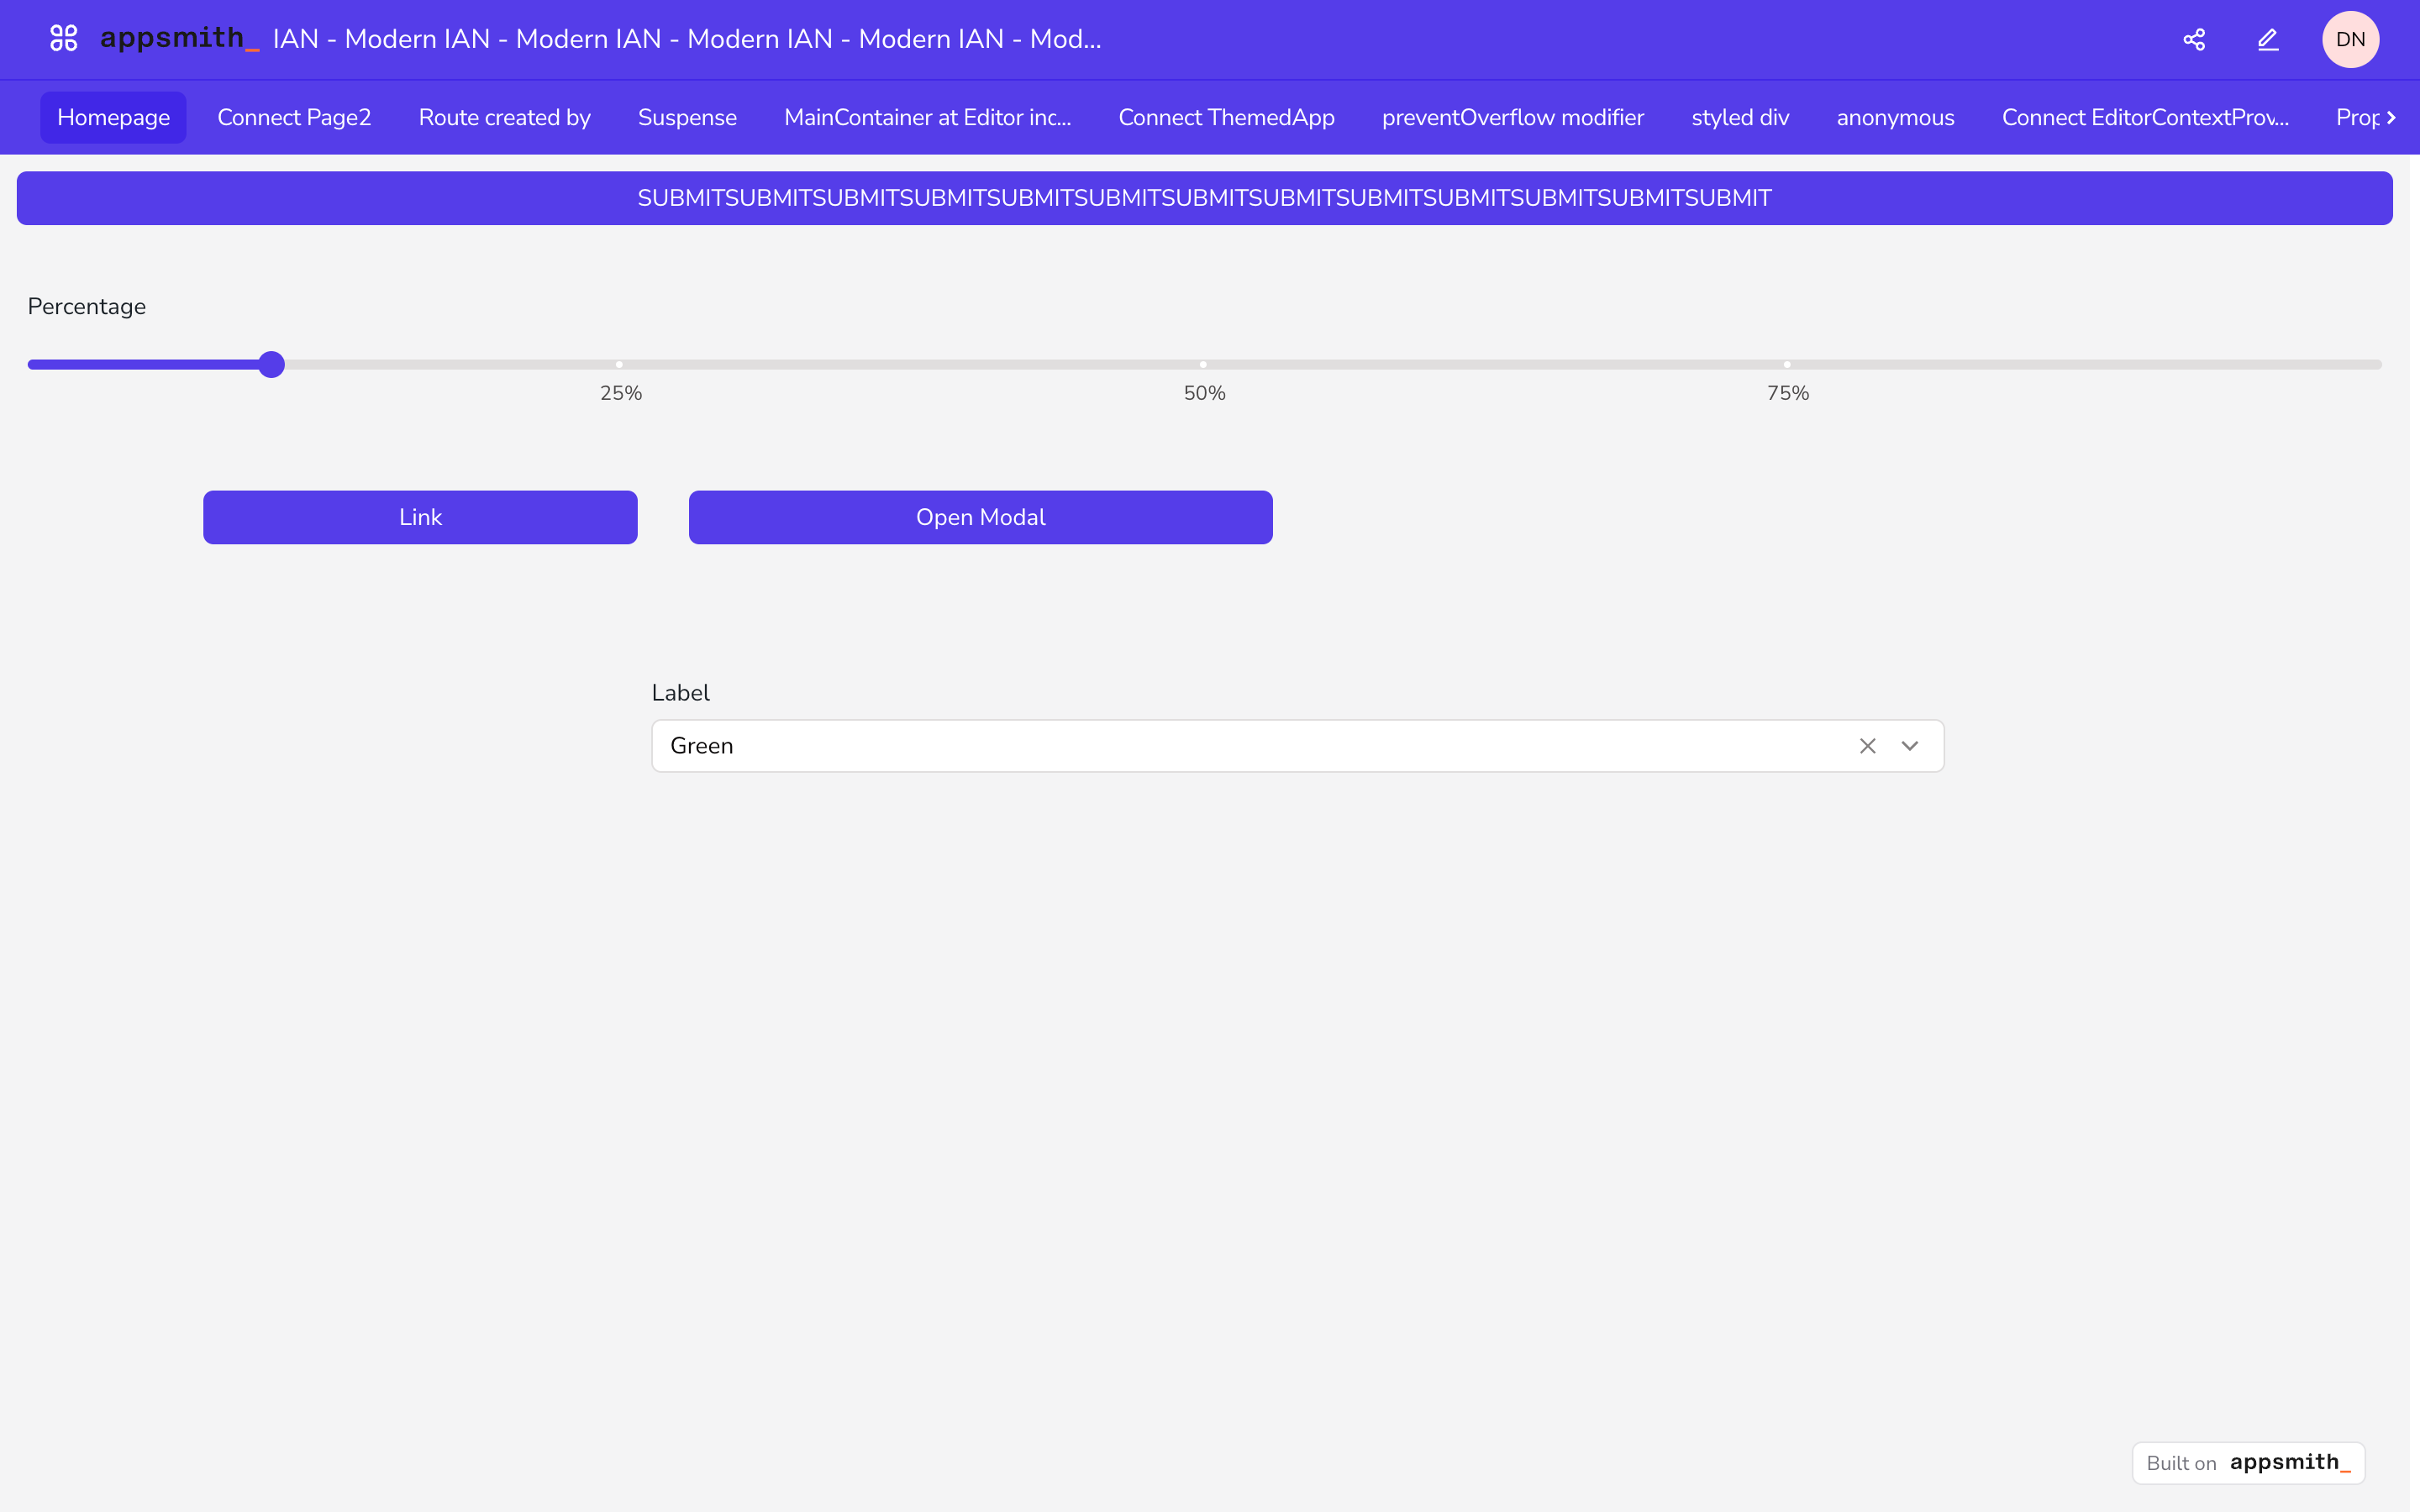 appsmith_ IAN - Modern IAN - Modern IAN - Modern IAN - Modern IAN - Mod...
DN
Homepage Connect Page2 Route created by Suspense MainContainer at Editor inc... Connect ThemedApp preventOverflow modifier styled div anonymous Connect EditorContextProv... Prop
SUBMITSUBMITSUBMITSUBMITSUBMITSUBMITSUBMITSUBMITSUBMITSUBMITSUBMITSUBMITSUBMIT
Percentage
25% 50% 75%
Link Open Modal
Label
Green
Built on appsmith_